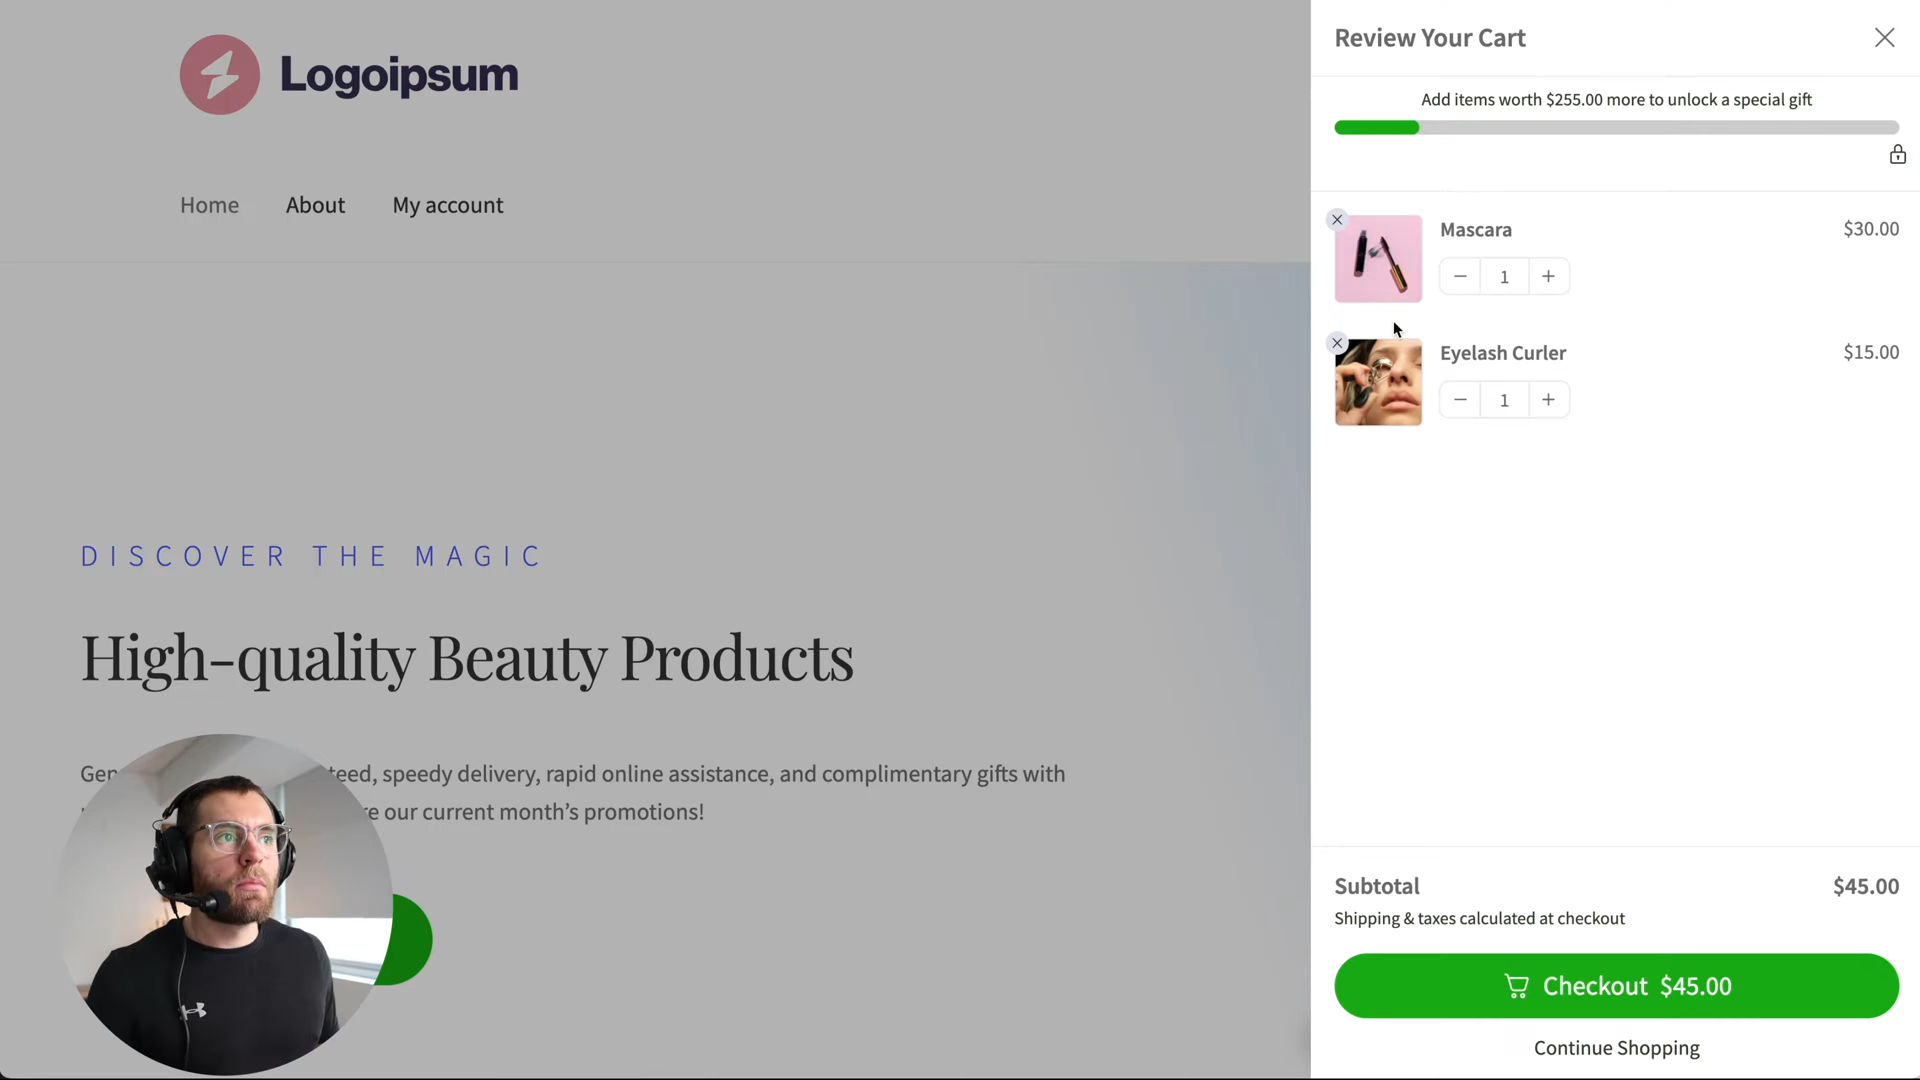 Logoipsum
Home About My account
DISCOVER THE MAGIC
High-quality Beauty Products
speedy delivery, rapid online assistance, and complimentary gifts with
our current month's promotions!
Review Your Cart
Add items worth $255.00 more to unlock a special gift
Mascara $30.00
1
Eyelash Curler $15.00
1
Subtotal $45.00
Shipping & taxes calculated at checkout
Checkout $45.00
Continue Shopping